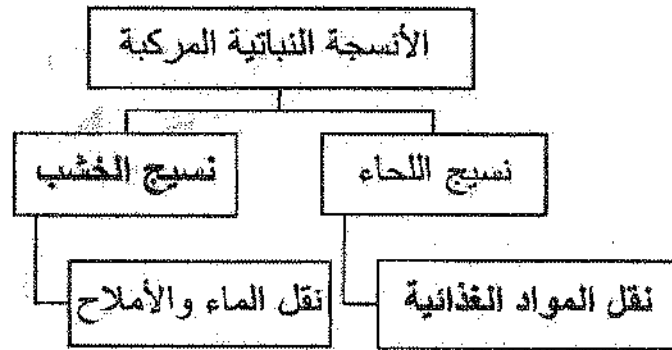 الأنسجة النباتية المركبة
نسيج اللحاء
نسيج الخشب
نقل المواد الغذائية
نقل الماء والأملاح